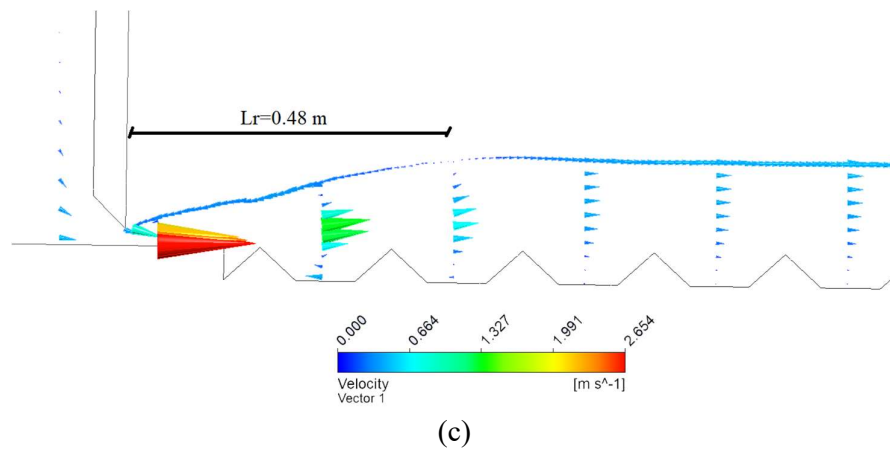 Lr=0.48 m
0.000
0.664
1.327
1.991
2.654
Velocity
[m s^-1]
Vector 1
(c)